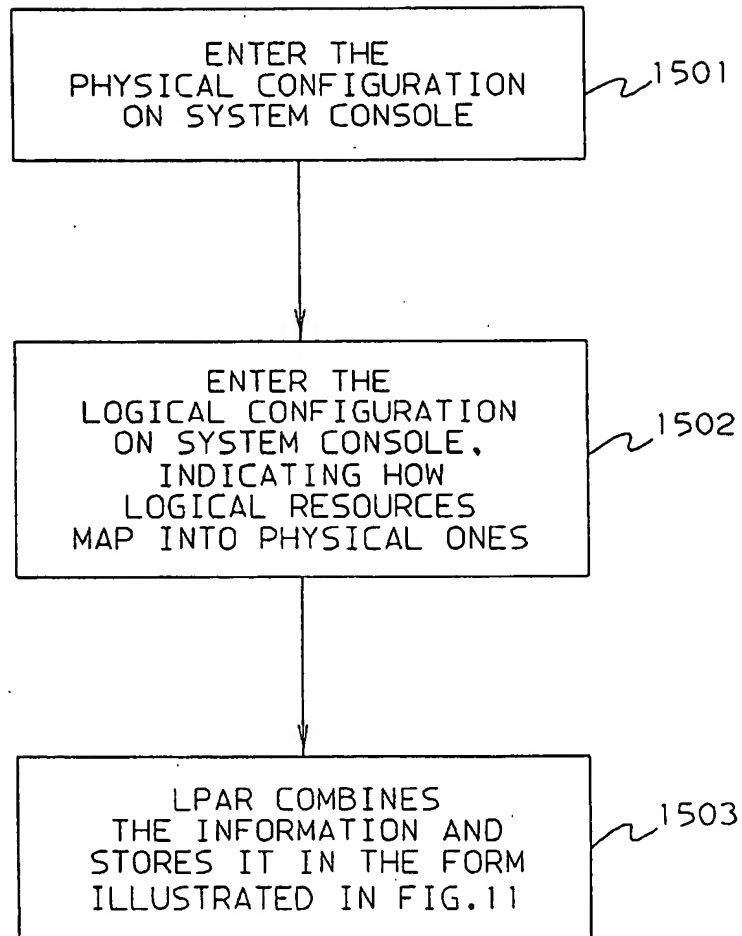 ENTER THE
PHYSICAL CONFIGURATION
ON SYSTEM CONSOLE
1501
ENTER THE
LOGICAL CONFIGURATION
ON SYSTEM CONSOLE.
INDICATING HOW
LOGICAL RESOURCES
MAP INTO PHYSICAL ONES
1502
LPAR COMBINES
THE INFORMATION AND
STORES IT IN THE FORM
ILLUSTRATED IN FIG.11
1503